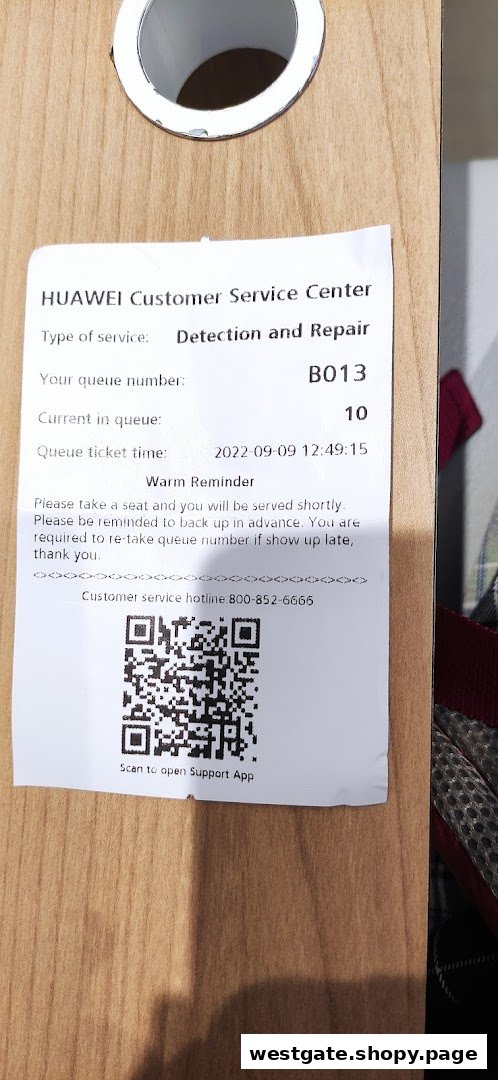 HUAWEI Customer Service Center
Type of service: Detection and Repair
Your queue number: B013
Current in queue: 10
Queue ticket time: 2022-09-09 12:49:15
Warm Reminder
Please take a seat and you will be served shortly.
Please be reminded to back up in advance. You are
required to re-take queue number if show up late,
thank you.
<><><><><><><><><><><><><><><><><><><><><><>
Customer service hotline:800-852-6666
Scan to open Support App
westgate.shopy.page